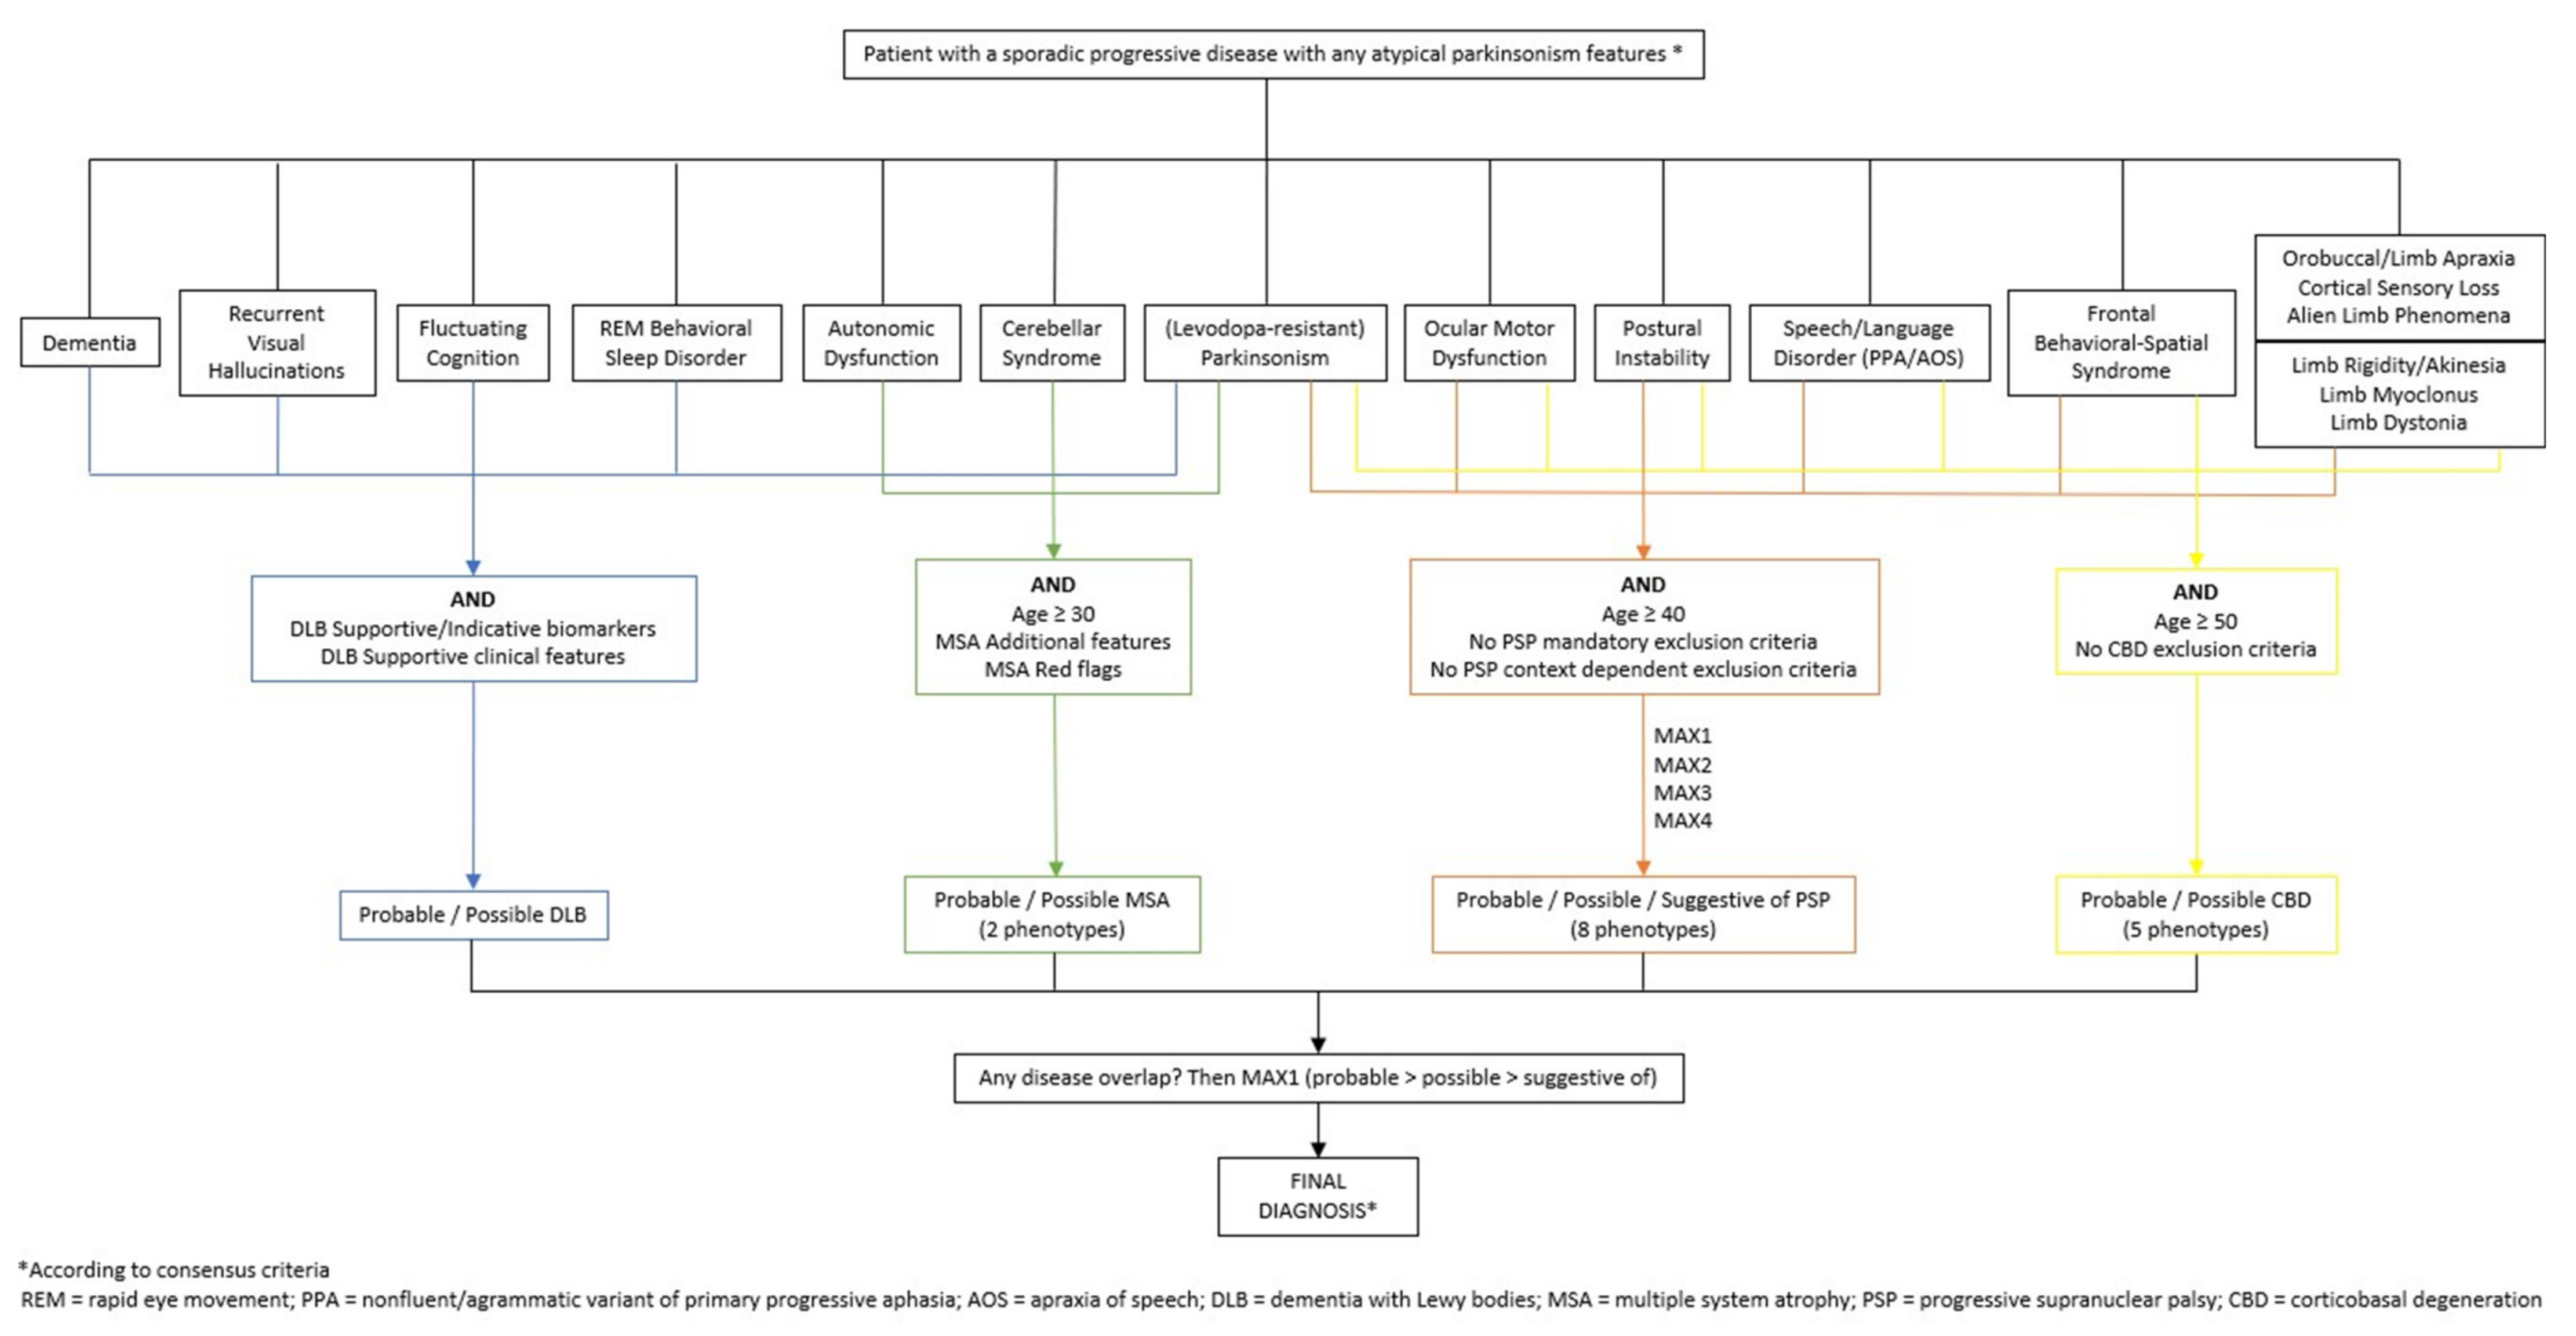 Patient with a sporadic progressive disease with any atypical parkinsonism features *
Dementia
Recurrent
Visual
Hallucinations
Fluctuating
Cognition
REM Behavioral
Sleep Disorder
Autonomic
Dysfunction
Cerebellar
Syndrome
(Levodopa-resistant)
Parkinsonism
Ocular Motor
Dysfunction
Postural
Instability
Speech/Language
Disorder (PPA/AOS)
Frontal
Behavioral-Spatial
Syndrome
Orobuccal/Limb Apraxia
Cortical Sensory Loss
Alien Limb Phenomena
Limb Rigidity/Akinesia
Limb Myoclonus
Limb Dystonia
AND
DLB Supportive/Indicative biomarkers
DLB Supportive clinical features
AND
Age ≥ 30
MSA Additional features
MSA Red flags
AND
Age ≥ 40
No PSP mandatory exclusion criteria
No PSP context dependent exclusion criteria
AND
Age ≥ 50
No CBD exclusion criteria
MAX1
MAX2
MAX3
MAX4
Probable / Possible DLB
Probable / Possible MSA
(2 phenotypes)
Probable / Possible / Suggestive of PSP
(8 phenotypes)
Probable / Possible CBD
(5 phenotypes)
Any disease overlap? Then MAX1 (probable > possible > suggestive of)
FINAL
DIAGNOSIS*
*According to consensus criteria
REM = rapid eye movement; PPA = nonfluent/agrammatic variant of primary progressive aphasia; AOS = apraxia of speech; DLB = dementia with Lewy bodies; MSA = multiple system atrophy; PSP = progressive supranuclear palsy; CBD = corticobasal degeneration